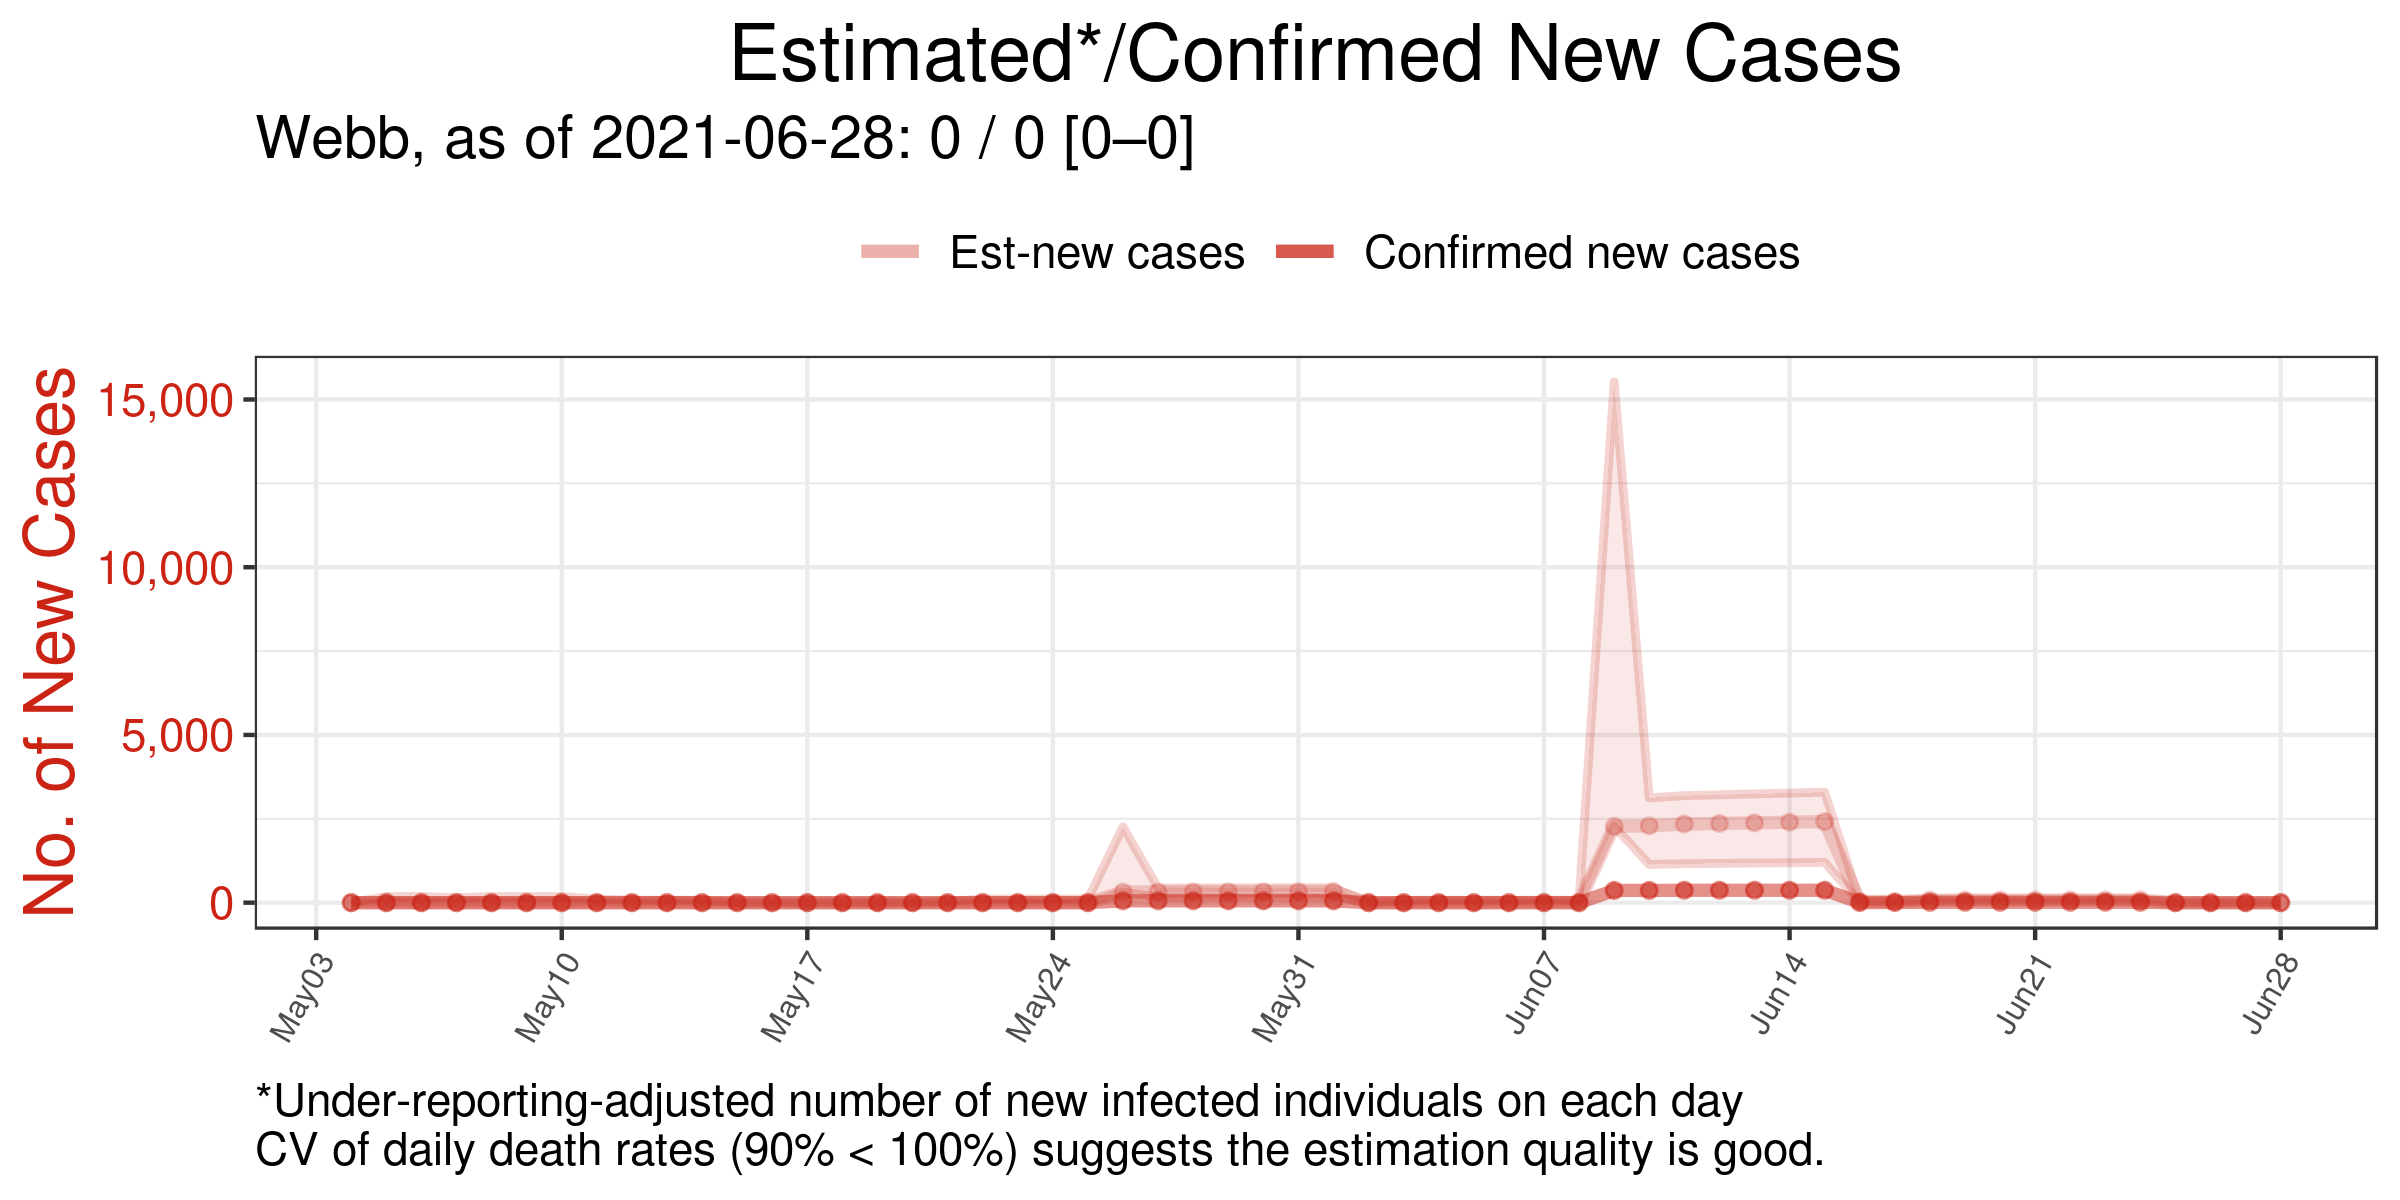 Estimated*/Confirmed New Cases
Webb, as of 2021-06-28: 0 / 0 [0–0]
Est-new cases
Confirmed new cases
No. of New Cases
15,000
10,000
5,000
0
May03
May10
May17
May24
May31
Jun07
Jun14
Jun21
Jun28
*Under-reporting-adjusted number of new infected individuals on each day
CV of daily death rates (90% < 100%) suggests the estimation quality is good.